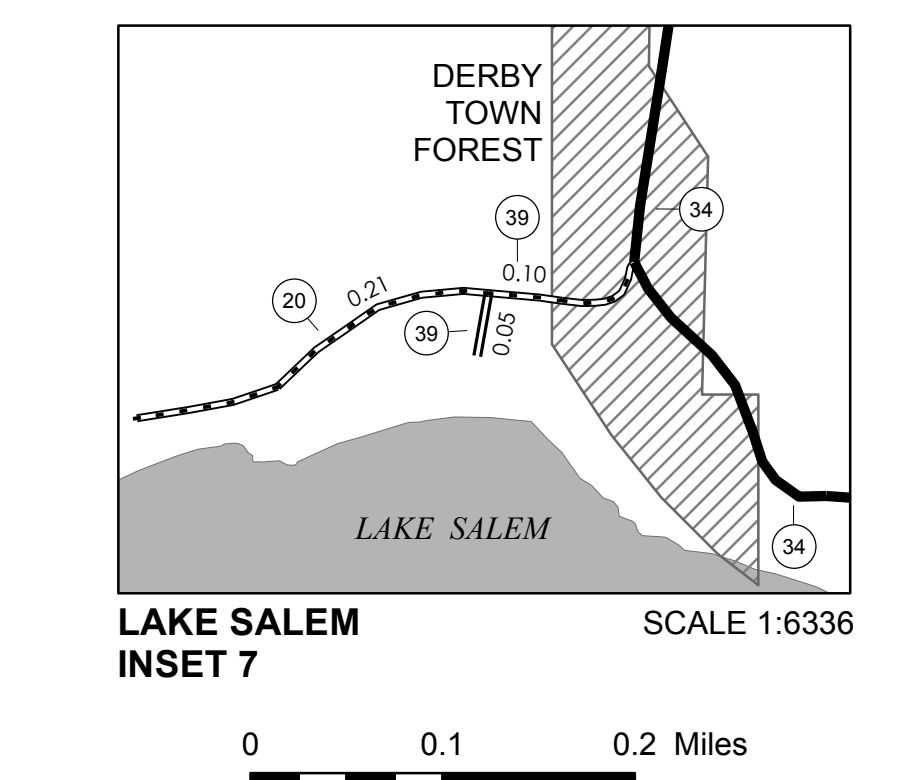 DERBY
TOWN
FOREST
39
34
0.10
20
0.21
39
0.05
LAKE SALEM
34
LAKE SALEM
INSET 7
SCALE 1:6336
0 0.1 0.2 Miles